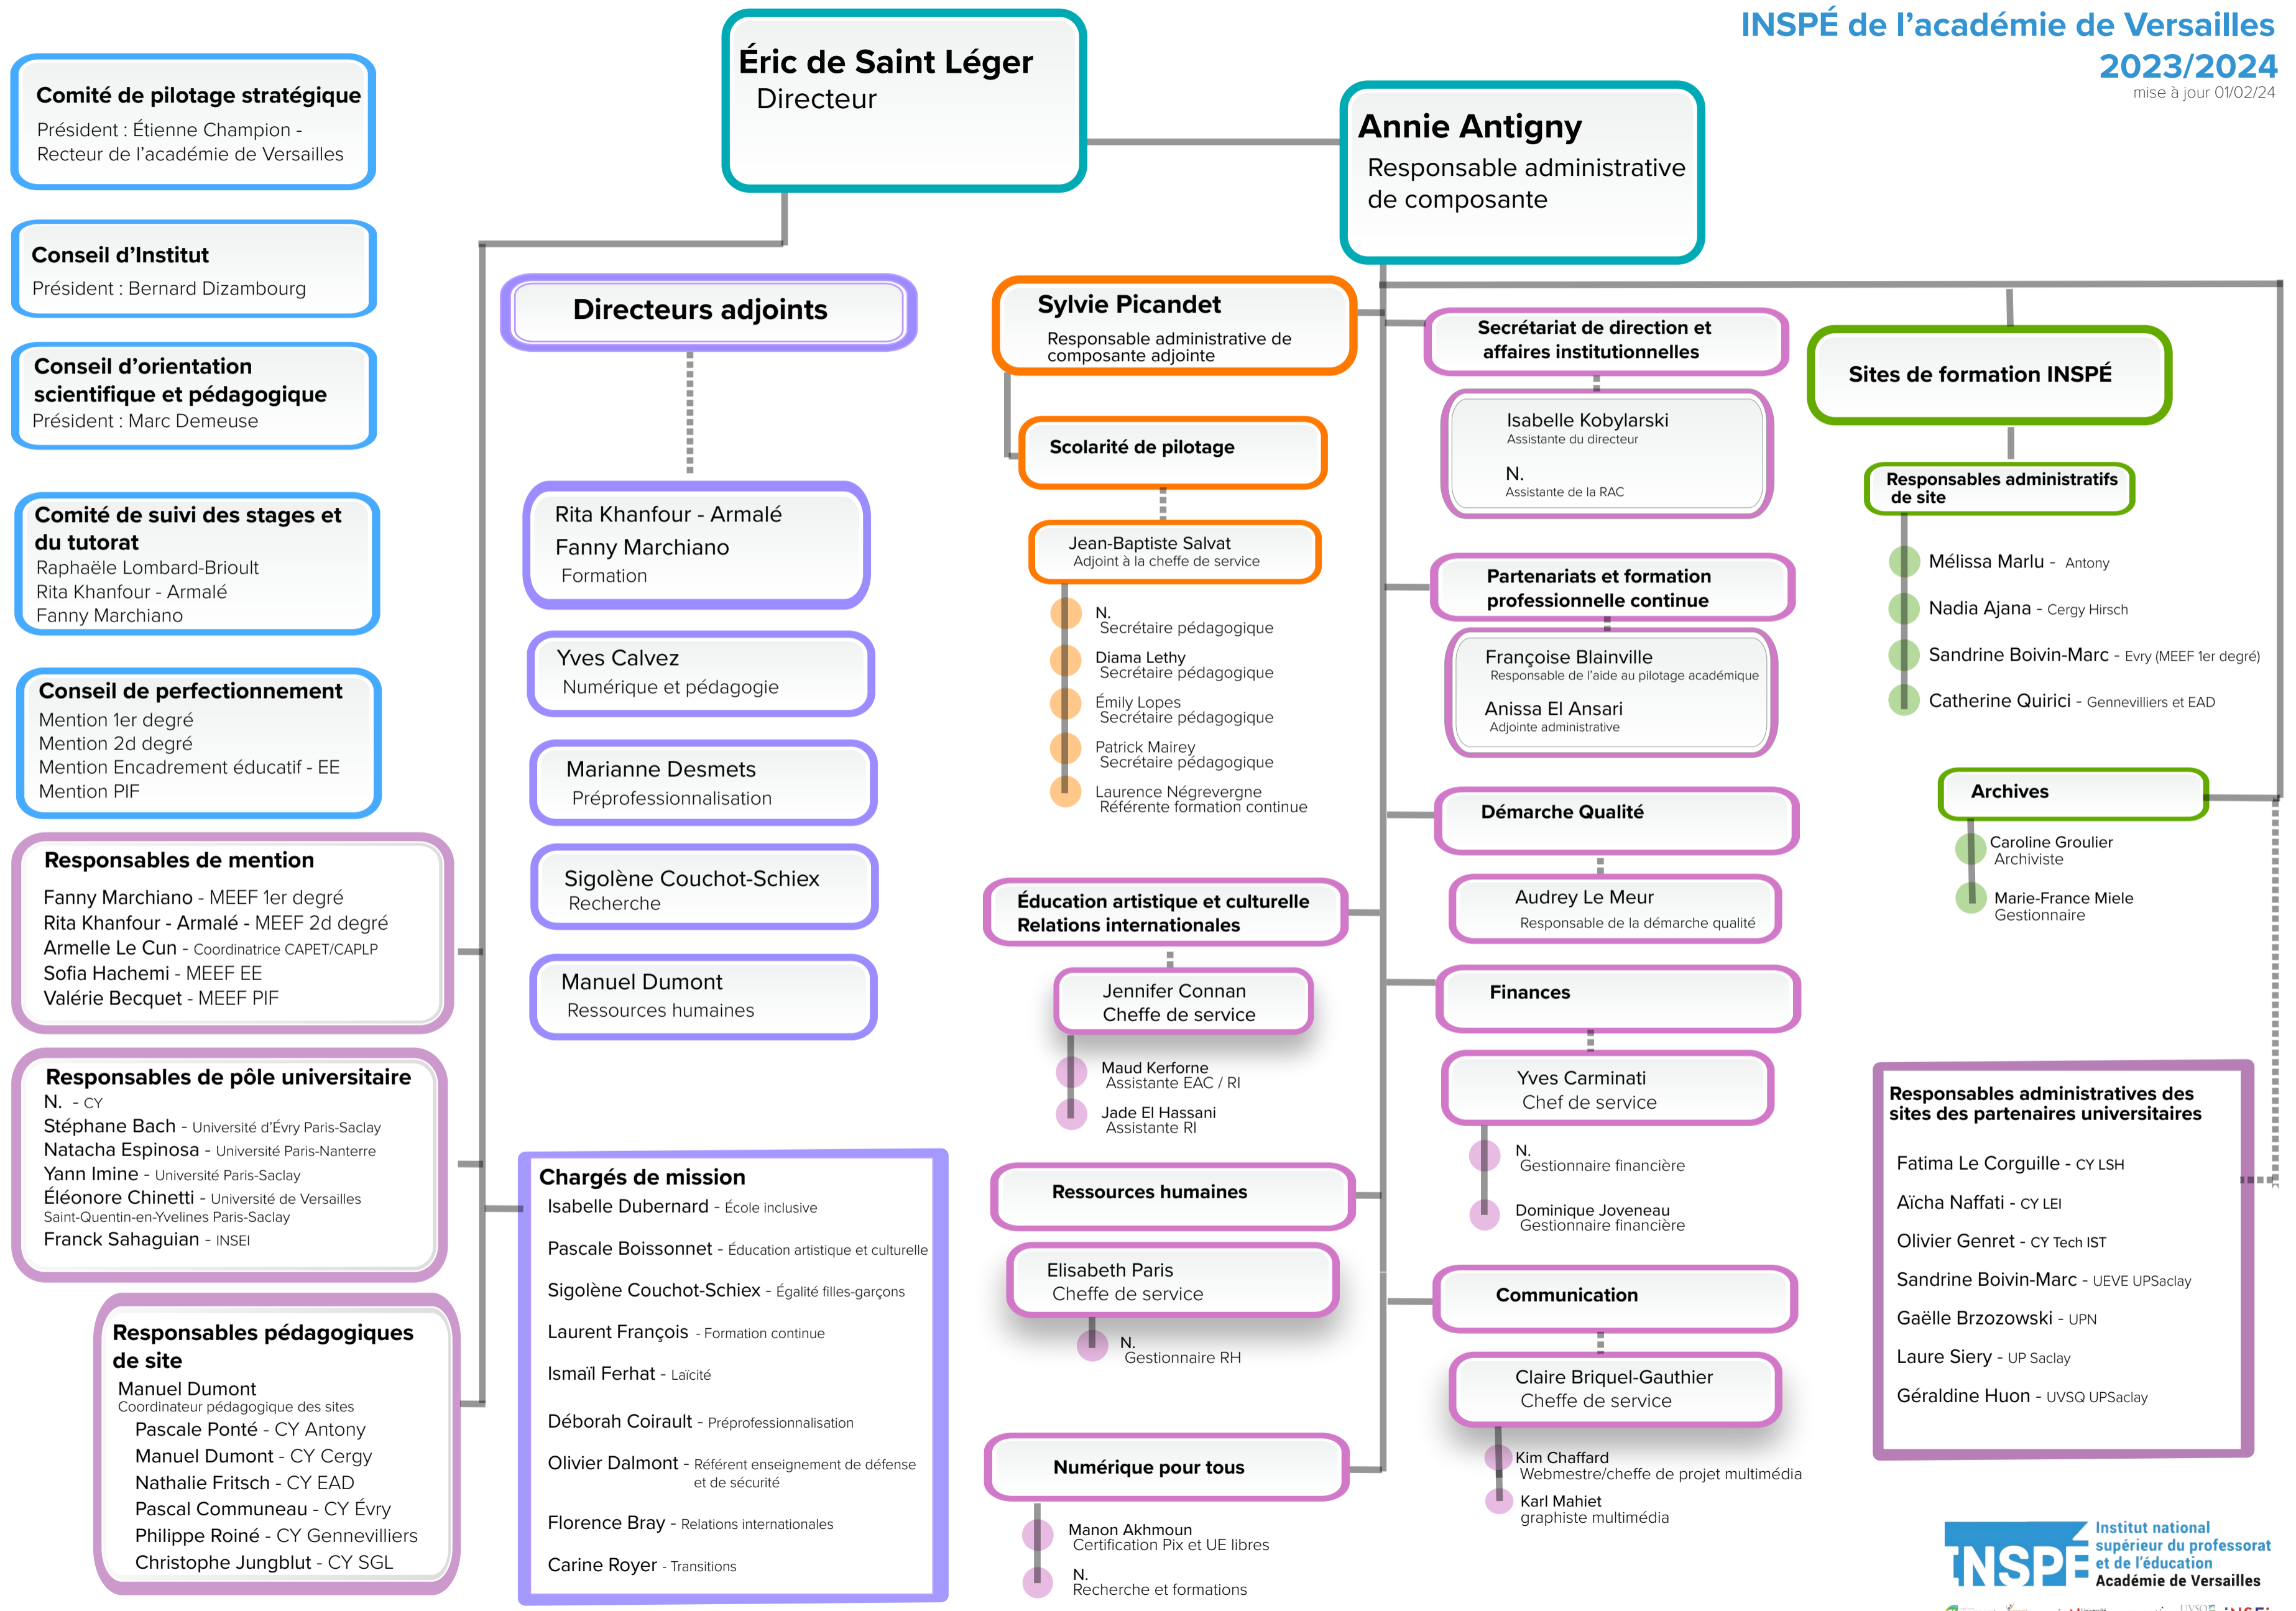 INSPÉ de l'académie de Versailles
2023/2024
mise à jour 01/02/24
Éric de Saint Léger
Directeur
Annie Antigny
Responsable administrative
de composante
Comité de pilotage stratégique
Président : Étienne Champion -
Recteur de l'académie de Versailles
Conseil d'Institut
Président : Bernard Dizambourg
Conseil d'orientation
scientifique et pédagogique
Président : Marc Demeuse
Comité de suivi des stages et
du tutorat
Raphaële Lombard-Brioult
Rita Khanfour - Armalé
Fanny Marchiano
Conseil de perfectionnement
Mention 1er degré
Mention 2d degré
Mention Encadrement éducatif - EE
Mention PIF
Responsables de mention
Fanny Marchiano - MEEF 1er degré
Rita Khanfour - Armalé - MEEF 2d degré
Armelle Le Cun - Coordinatrice CAPET/CAPLP
Sofia Hachemi - MEEF EE
Valérie Becquet - MEEF PIF
Responsables de pôle universitaire
N. - CY
Stéphane Bach - Université d'Évry Paris-Saclay
Natacha Espinosa - Université Paris-Nanterre
Yann Imine - Université Paris-Saclay
Éléonore Chinetti - Université de Versailles
Saint-Quentin-en-Yvelines Paris-Saclay
Franck Sahaguian - INSEI
Responsables pédagogiques
de site
Manuel Dumont
Coordinateur pédagogique des sites
Pascale Ponté - CY Antony
Manuel Dumont - CY Cergy
Nathalie Fritsch - CY EAD
Pascal Communeau - CY Évry
Philippe Roiné - CY Gennevilliers
Christophe Jungblut - CY SGL
Directeurs adjoints
Rita Khanfour - Armalé
Fanny Marchiano
Formation
Yves Calvez
Numérique et pédagogie
Marianne Desmets
Préprofessionnalisation
Sigolène Couchot-Schiex
Recherche
Manuel Dumont
Ressources humaines
Chargés de mission
Isabelle Dubernard - École inclusive
Pascale Boissonnet - Éducation artistique et culturelle
Sigolène Couchot-Schiex - Égalité filles-garçons
Laurent François - Formation continue
Ismaïl Ferhat - Laïcité
Déborah Coirault - Préprofessionnalisation
Olivier Dalmont - Référent enseignement de défense
et de sécurité
Florence Bray - Relations internationales
Carine Royer - Transitions
Sylvie Picandet
Responsable administrative de
composante adjointe
Scolarité de pilotage
Jean-Baptiste Salvat
Adjoint à la cheffe de service
N.
Secrétaire pédagogique
Diama Lethy
Secrétaire pédagogique
Émily Lopes
Secrétaire pédagogique
Patrick Mairey
Secrétaire pédagogique
Laurence Négrevergne
Référente formation continue
Éducation artistique et culturelle
Relations internationales
Jennifer Connan
Cheffe de service
Maud Kerforne
Assistante EAC / RI
Jade El Hassani
Assistante RI
Ressources humaines
Elisabeth Paris
Cheffe de service
N.
Gestionnaire RH
Numérique pour tous
Manon Akhmoun
Certification Pix et UE libres
N.
Recherche et formations
Secrétariat de direction et
affaires institutionnelles
Isabelle Kobylarski
Assistante du directeur
N.
Assistante de la RAC
Partenariats et formation
professionnelle continue
Françoise Blainville
Responsable de l'aide au pilotage académique
Anissa El Ansari
Adjointe administrative
Démarche Qualité
Audrey Le Meur
Responsable de la démarche qualité
Finances
Yves Carminati
Chef de service
N.
Gestionnaire financière
Dominique Joveneau
Gestionnaire financière
Communication
Claire Briquel-Gauthier
Cheffe de service
Kim Chaffard
Webmestre/cheffe de projet multimédia
Karl Mahiet
graphiste multimédia
Sites de formation INSPÉ
Responsables administratifs
de site
Mélissa Marlu - Antony
Nadia Ajana - Cergy Hirsch
Sandrine Boivin-Marc - Evry (MEEF 1er degré)
Catherine Quirici - Gennevilliers et EAD
Archives
Caroline Groulier
Archiviste
Marie-France Miele
Gestionnaire
Responsables administratives des
sites des partenaires universitaires
Fatima Le Corguille - CY LSH
Aïcha Naffati - CY LEI
Olivier Genret - CY Tech IST
Sandrine Boivin-Marc - UEVE UPSaclay
Gaëlle Brzozowski - UPN
Laure Siery - UP Saclay
Géraldine Huon - UVSQ UPSaclay
INSPÉ
Institut national
supérieur du professorat
et de l'éducation
Académie de Versailles